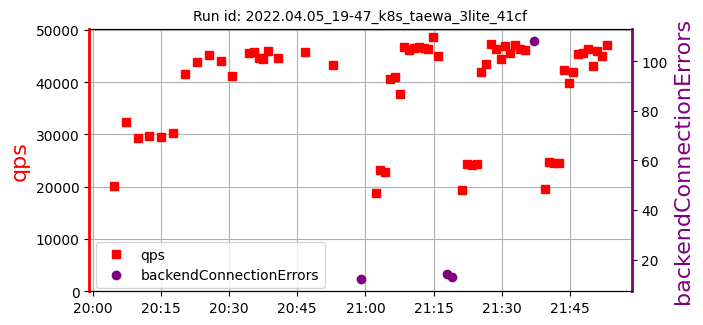 Run id: 2022.04.05_19-47_k8s_taewa_3lite_41cf
50000
40000
30000
20000
10000
0
qps
100
80
60
40
20
backendConnectionErrors
qps
backendConnectionErrors
20:00 20:15 20:30 20:45 21:00 21:15 21:30 21:45